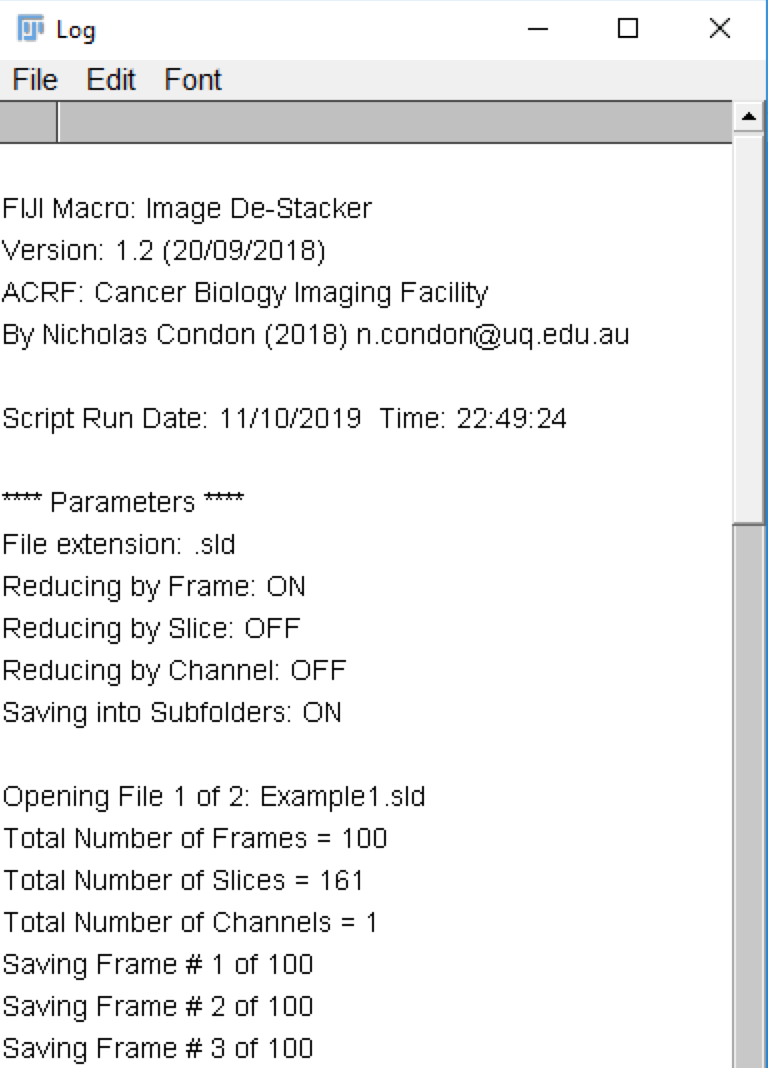 Log
File Edit Font
FIJI Macro: Image De-Stacker
Version: 1.2 (20/09/2018)
ACRF: Cancer Biology Imaging Facility
By Nicholas Condon (2018) n.condon@uq.edu.au
Script Run Date: 11/10/2019  Time: 22:49:24
**** Parameters ****
File extension: .sld
Reducing by Frame: ON
Reducing by Slice: OFF
Reducing by Channel: OFF
Saving into Subfolders: ON
Opening File 1 of 2: Example1.sld
Total Number of Frames = 100
Total Number of Slices = 161
Total Number of Channels = 1
Saving Frame # 1 of 100
Saving Frame # 2 of 100
Saving Frame # 3 of 100